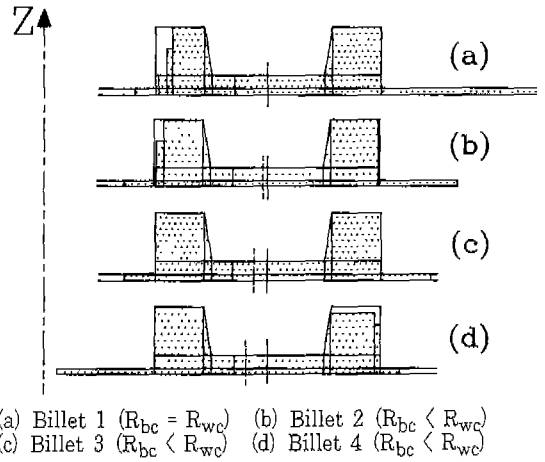 Z
(a)
(b)
(c)
(d)
(a) Billet 1 (R_bc = R_wc) (b) Billet 2 (R_bc < R_wc)
(c) Billet 3 (R_bc < R_wc) (d) Billet 4 (R_bc < R_wc)